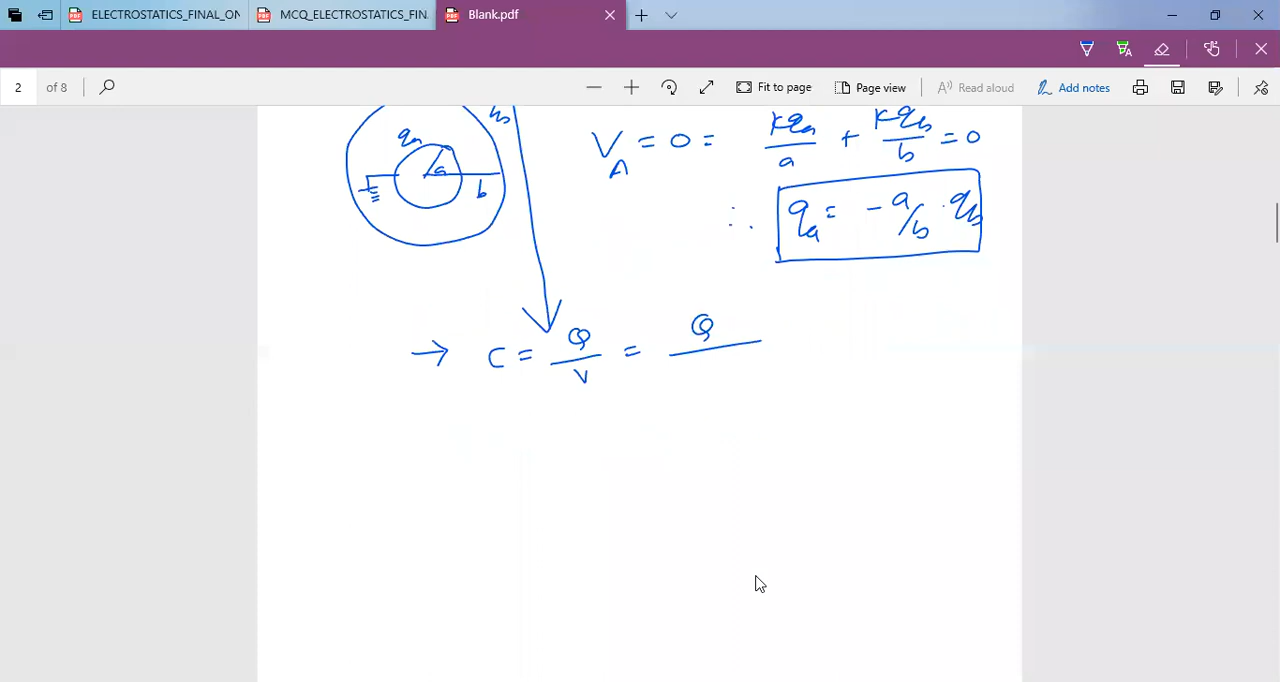 ELECTROSTATICS_FINAL_ON
MCQ_ELECTROSTATICS_FIN.
Blank.pdf
2 of 8
Fit to page
Page view
Read aloud
Add notes
qa
a
b
V_A = 0 = kqa/a + kqb/b = 0
∴ qa = -a/b · qb
→ C = Q/V = Q